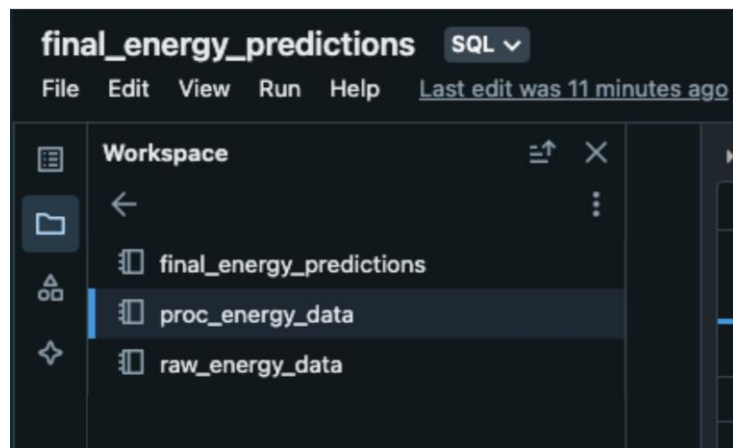 final_energy_predictions SQL
File Edit View Run Help Last edit was 11 minutes ago
Workspace
final_energy_predictions
proc_energy_data
raw_energy_data